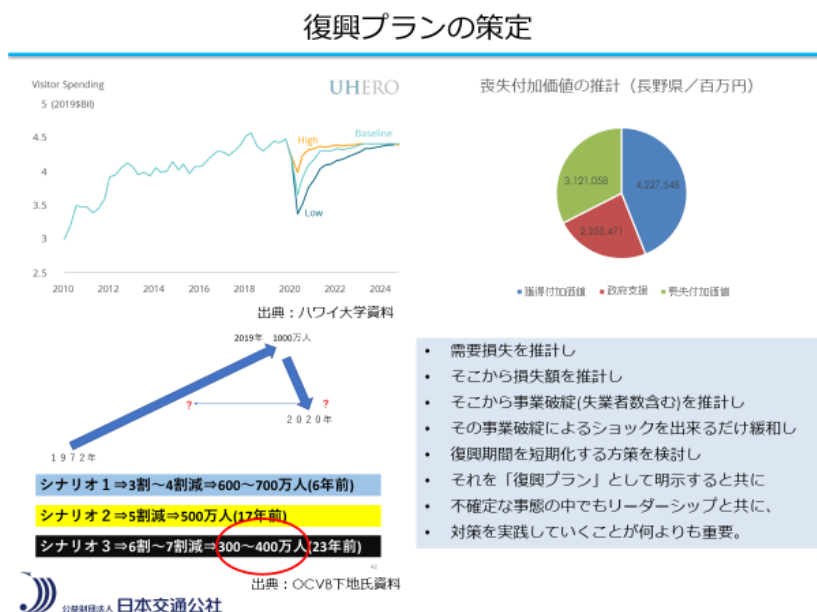 復興プランの策定
Visitor Spending
5 (2019$Bil)
UHERO
4.5
4
3.5
3
2.5
High
Baseline
Low
2010 2012 2014 2016 2018 2020 2022 2024
出典：ハワイ大学資料
喪失付加価値の推計（長野県／百万円）
3,121,058
4,227,548
2,255,471
獲得付加価値 政府支援 喪失付加価値
2019年 1000万人
? ?
2020年
1972年
シナリオ１⇒3割～4割減⇒600～700万人(6年前)
シナリオ２⇒5割減⇒500万人(17年前)
シナリオ３⇒6割～7割減⇒300～400万人(23年前)
42
出典：OCVB下地氏資料
• 需要損失を推計し
• そこから損失額を推計し
• そこから事業破綻(失業者数含む)を推計し
• その事業破綻によるショックを出来るだけ緩和し
• 復興期間を短期化する方策を検討し
• それを「復興プラン」として明示すると共に
• 不確定な事態の中でもリーダーシップと共に、
• 対策を実践していくことが何よりも重要。
公益財団法人 日本交通公社